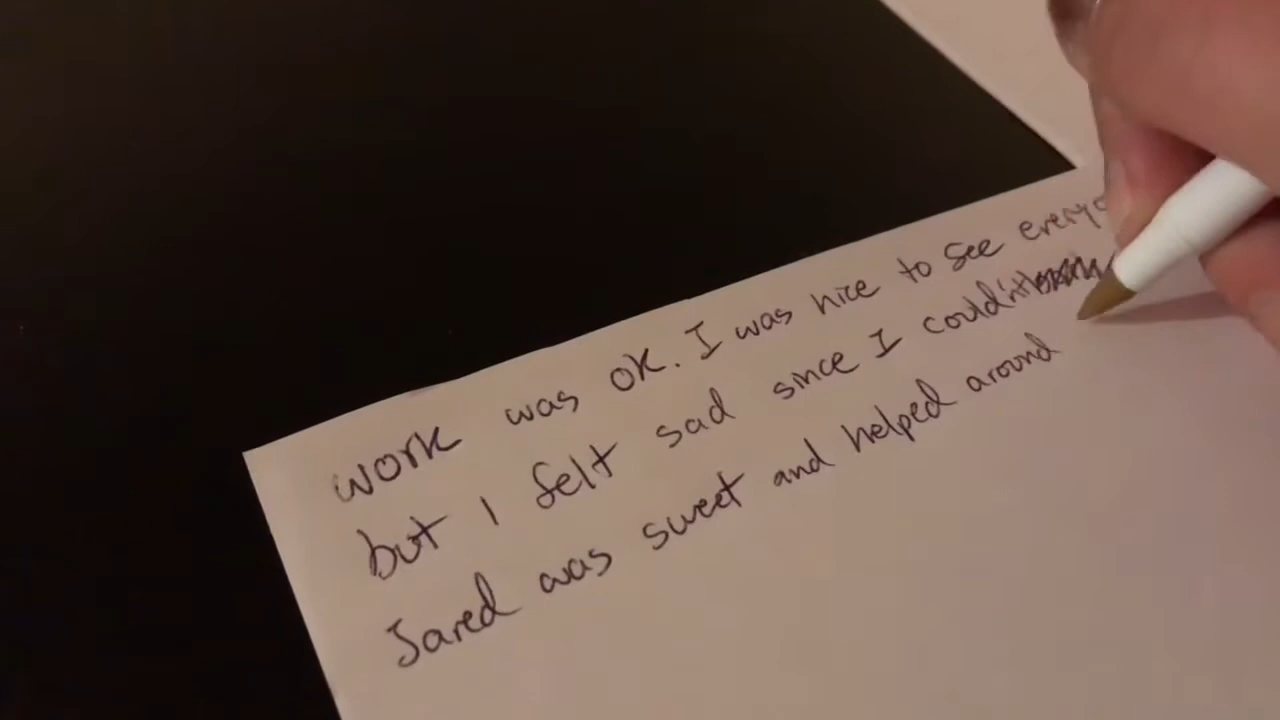 work was ok. I was nice to see
but I felt sad since I couldn't
Jared was sweet and helped around